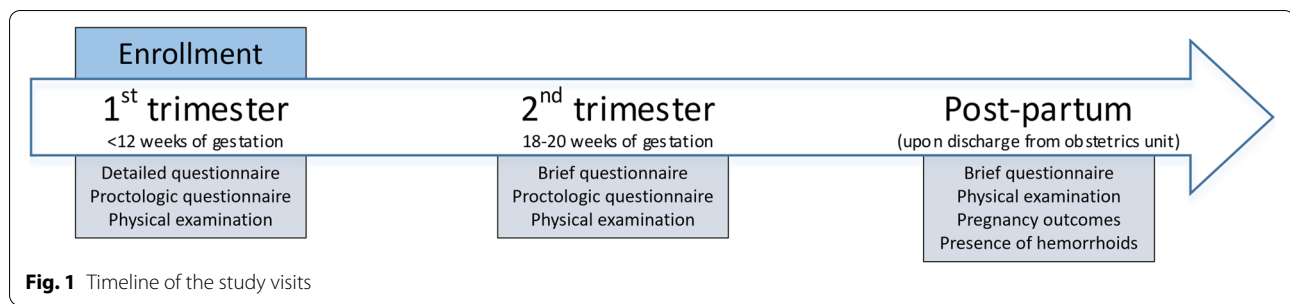 Enrollment
1st trimester
<12 weeks of gestation
Detailed questionnaire
Proctologic questionnaire
Physical examination
2nd trimester
18-20 weeks of gestation
Brief questionnaire
Proctologic questionnaire
Physical examination
Post-partum
(upon discharge from obstetrics unit)
Brief questionnaire
Physical examination
Pregnancy outcomes
Presence of hemorrhoids
Fig. 1 Timeline of the study visits